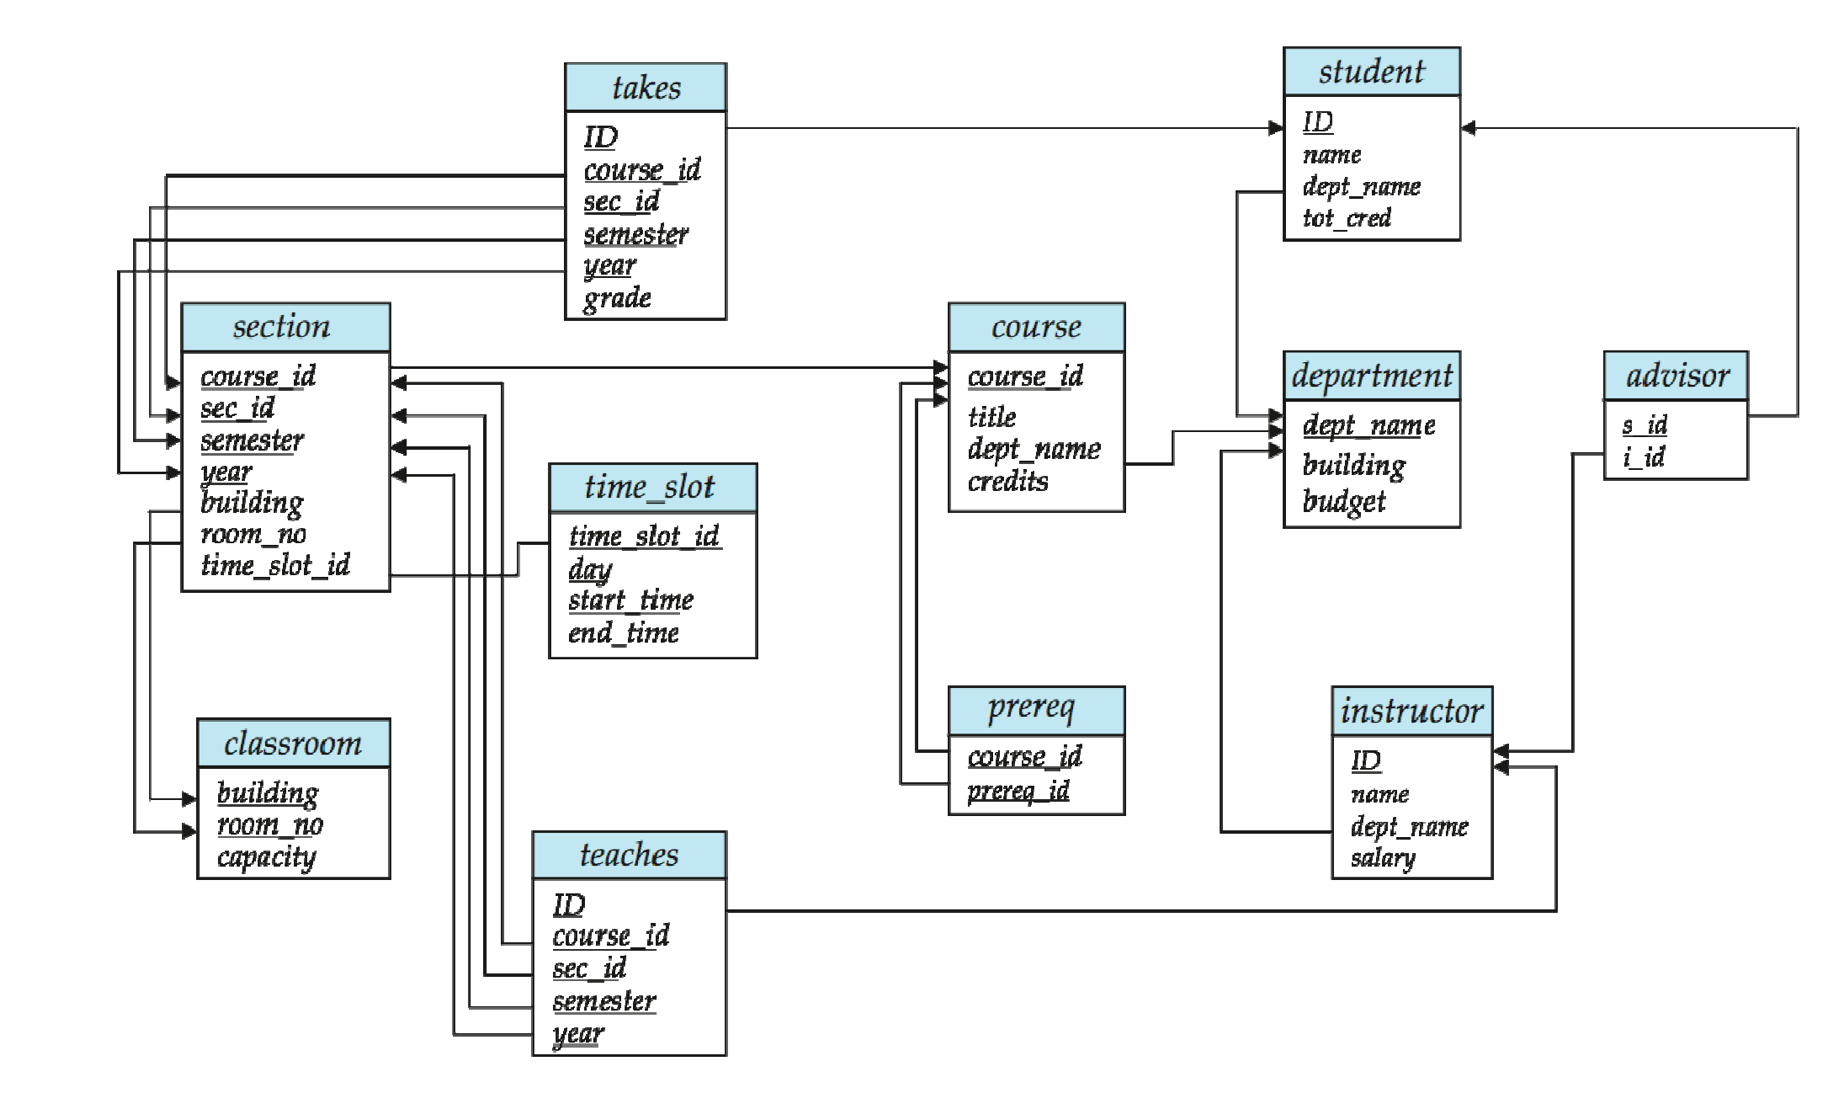 takes
ID
course_id
sec_id
semester
year
grade
student
ID
name
dept_name
tot_cred
section
course_id
sec_id
semester
year
building
room_no
time_slot_id
course
course_id
title
dept_name
credits
department
dept_name
building
budget
advisor
s_id
i_id
time_slot
time_slot_id
day
start_time
end_time
prereq
course_id
prereq_id
instructor
ID
name
dept_name
salary
classroom
building
room_no
capacity
teaches
ID
course_id
sec_id
semester
year